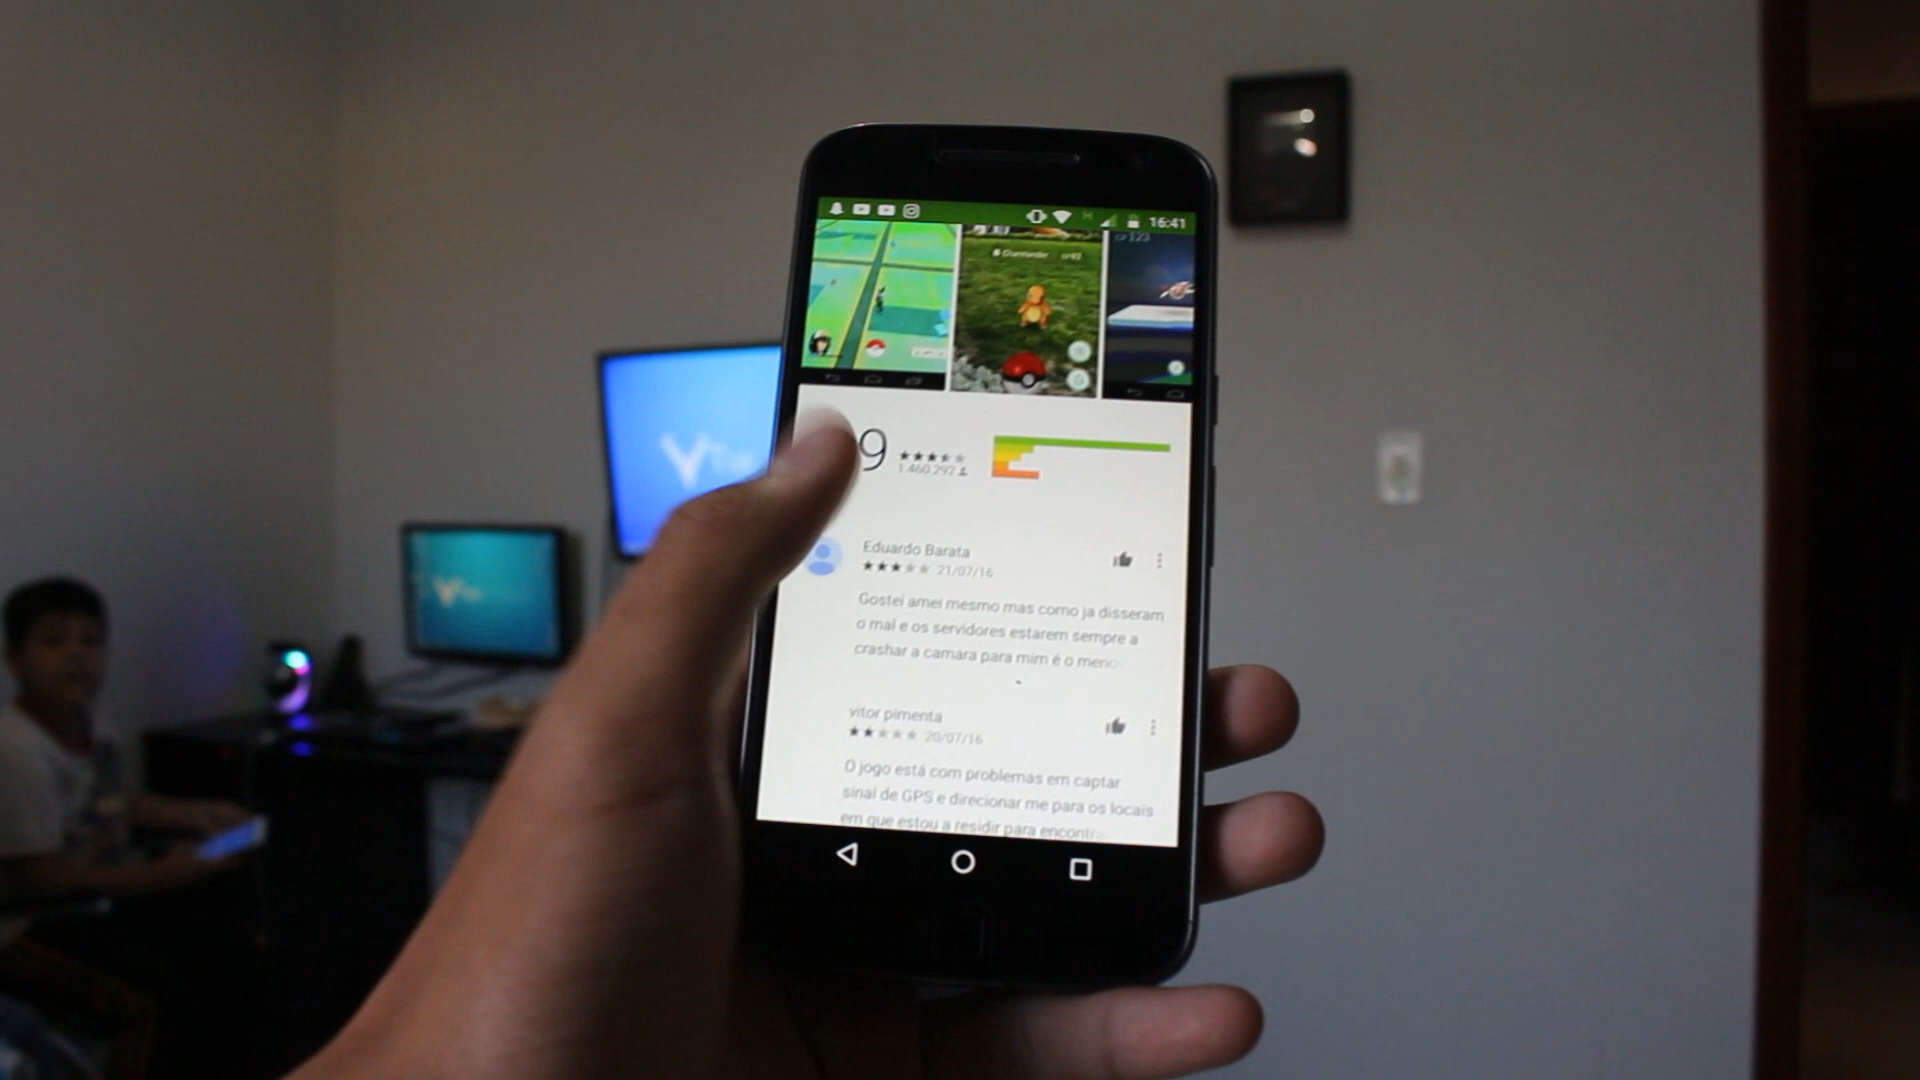 16:41
Charmander
CP123
9 ★★★★★
1.460.292
Eduardo Barata
★★★★★ 21/07/16
Gostei amei mesmo mas como ja disseram
o mal e os servidores estarem sempre a
crashar a camara para mim é o meno
vitor pimenta
★★★★★ 20/07/16
O jogo está com problemas em captar
sinal de GPS e direcionar me para os locais
em que estou a residir para encontr